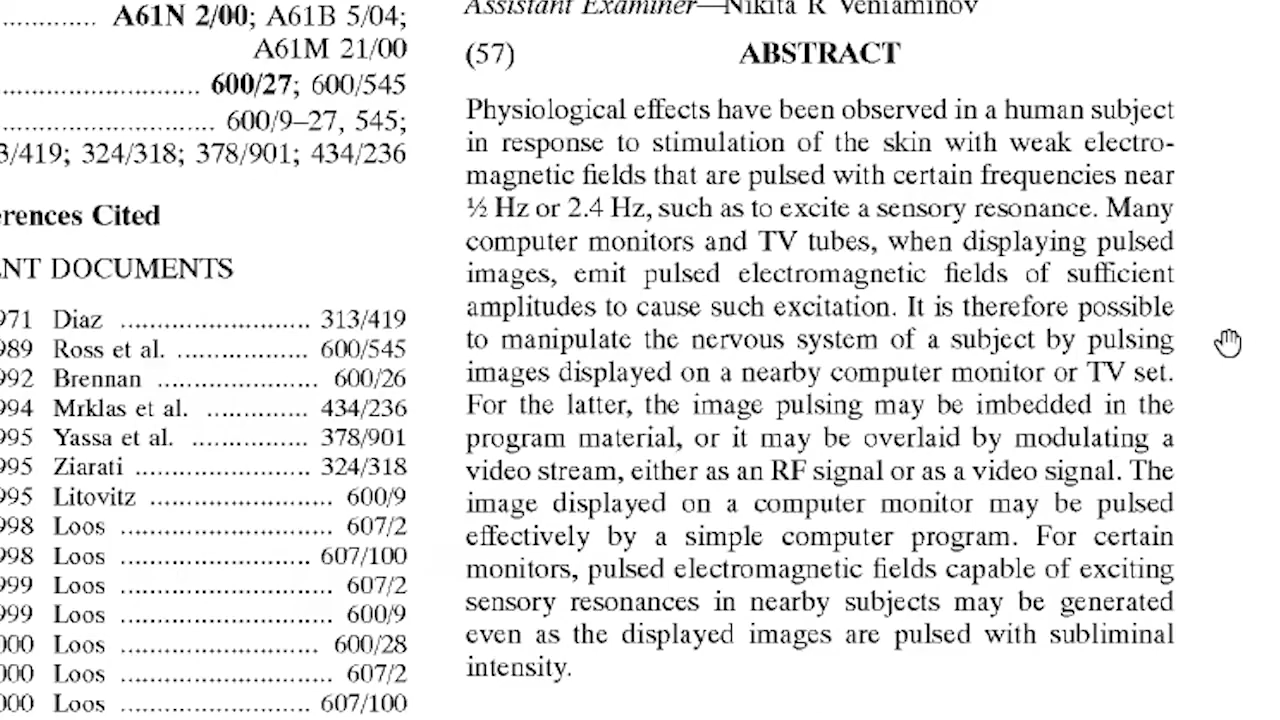 .............. A61N 2/00; A61B 5/04;
A61M 21/00
............................ 600/27; 600/545
............................ 600/9–27, 545;
3/419; 324/318; 378/901; 434/236
erences Cited
ENT DOCUMENTS
971 Diaz .......................... 313/419
989 Ross et al. .................. 600/545
992 Brennan ..................... 600/26
994 Mrklas et al. .............. 434/236
995 Yassa et al. ................ 378/901
995 Ziarati ........................ 324/318
995 Litovitz ........................ 600/9
998 Loos ............................ 607/2
998 Loos .......................... 607/100
999 Loos ............................ 607/2
999 Loos ............................ 600/9
000 Loos .......................... 600/28
000 Loos ............................ 607/2
000 Loos .......................... 607/100
Assistant Examiner—Nikita R Veniaminov
(57) ABSTRACT
Physiological effects have been observed in a human subject
in response to stimulation of the skin with weak electro-
magnetic fields that are pulsed with certain frequencies near
½ Hz or 2.4 Hz, such as to excite a sensory resonance. Many
computer monitors and TV tubes, when displaying pulsed
images, emit pulsed electromagnetic fields of sufficient
amplitudes to cause such excitation. It is therefore possible
to manipulate the nervous system of a subject by pulsing
images displayed on a nearby computer monitor or TV set.
For the latter, the image pulsing may be imbedded in the
program material, or it may be overlaid by modulating a
video stream, either as an RF signal or as a video signal. The
image displayed on a computer monitor may be pulsed
effectively by a simple computer program. For certain
monitors, pulsed electromagnetic fields capable of exciting
sensory resonances in nearby subjects may be generated
even as the displayed images are pulsed with subliminal
intensity.